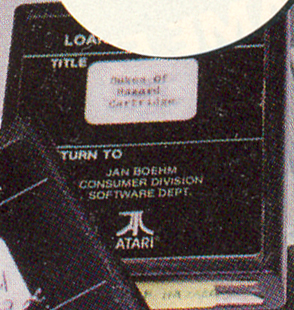 LOA
TITLE
Dukes Of
Hazard
Cartridge
TURN TO
JAN BOEHM
CONSUMER DIVISION
SOFTWARE DEPT.
ATARI